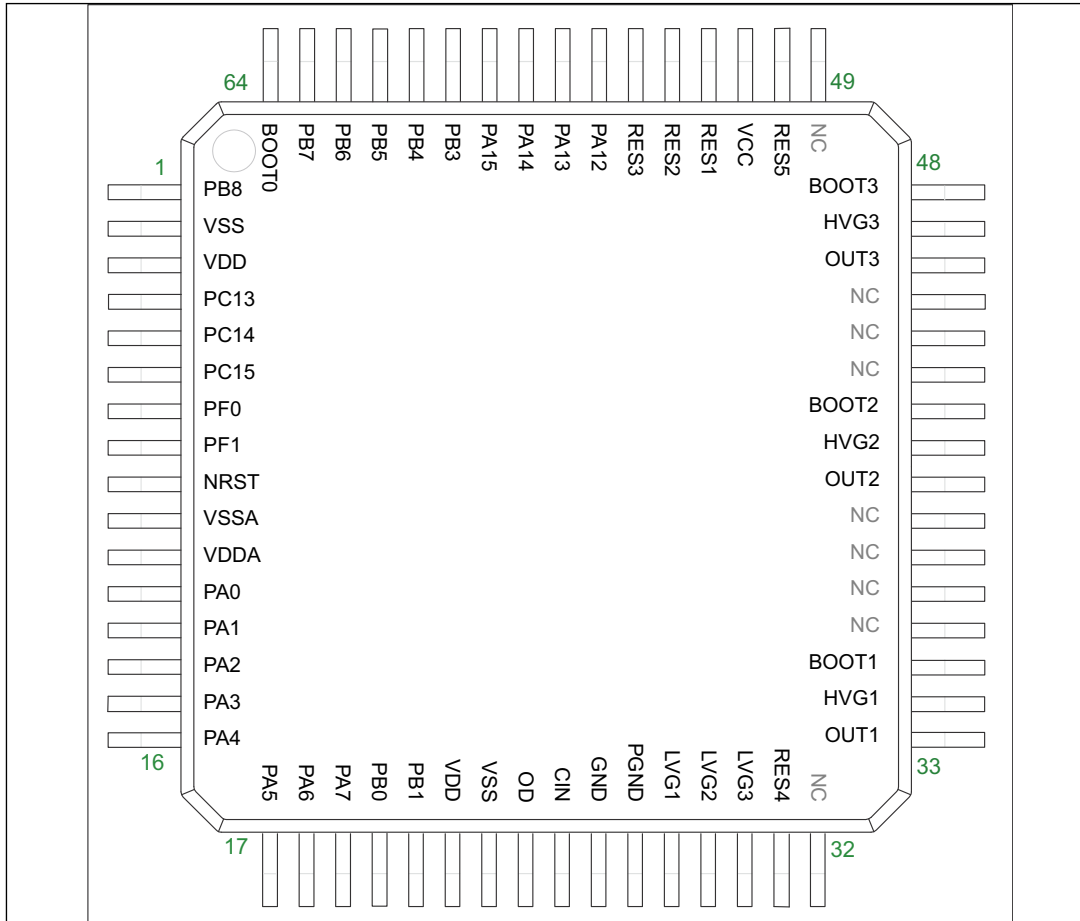 64
49
BOOT0
PB7
PB6
PB5
PB4
PB3
PA15
PA14
PA13
PA12
RES3
RES2
RES1
VCC
RES5
NC
1
48
PB8
VSS
VDD
PC13
PC14
PC15
PF0
PF1
NRST
VSSA
VDDA
PA0
PA1
PA2
PA3
PA4
BOOT3
HVG3
OUT3
NC
NC
NC
BOOT2
HVG2
OUT2
NC
NC
NC
NC
BOOT1
HVG1
OUT1
16
33
PA5
PA6
PA7
PB0
PB1
VDD
VSS
OD
CIN
GND
PGND
LVG1
LVG2
LVG3
RES4
NC
17
32